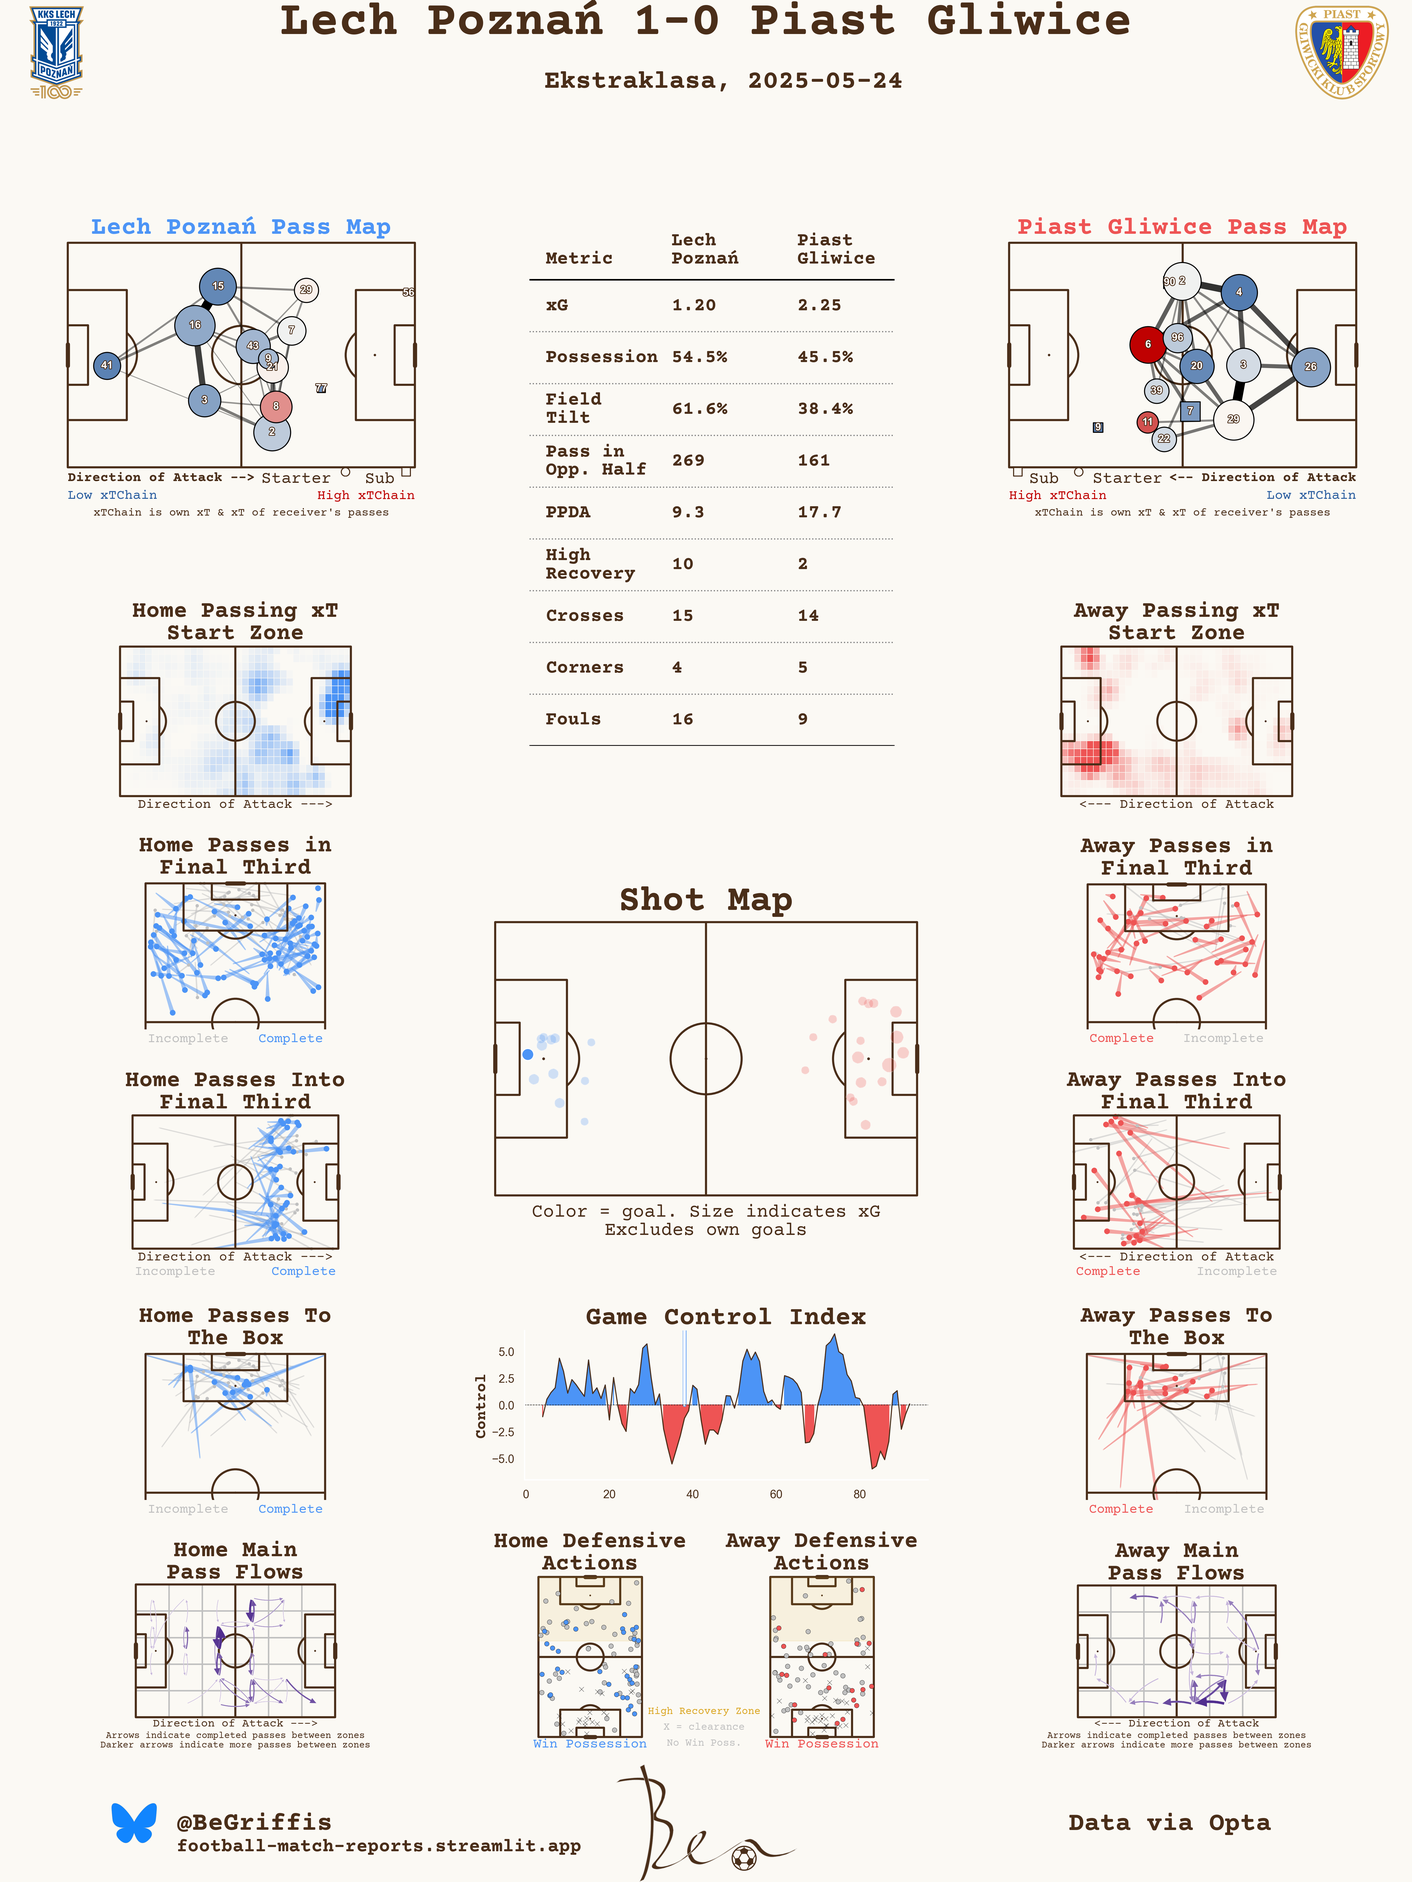 Lech Poznań 1-0 Piast Gliwice
Ekstraklasa, 2025-05-24
KKS LECH
1922
POZNAŃ
100
PIAST
GLIWICKI KLUB SPORTOWY
Lech Poznań Pass Map
15
29
56
16
7
43
9
21
41
77
3
8
2
Direction of Attack --> Starter Sub
Low xTChain High xTChain
xTChain is own xT & xT of receiver's passes
Metric Lech Poznań Piast Gliwice
xG 1.20 2.25
Possession 54.5% 45.5%
Field Tilt 61.6% 38.4%
Pass in Opp. Half 269 161
PPDA 9.3 17.7
High Recovery 10 2
Crosses 15 14
Corners 4 5
Fouls 16 9
Piast Gliwice Pass Map
90 2
4
6
96
20
3
26
39
7
11
29
9
22
Sub Starter <-- Direction of Attack
High xTChain Low xTChain
xTChain is own xT & xT of receiver's passes
Home Passing xT
Start Zone
Direction of Attack --->
Away Passing xT
Start Zone
<--- Direction of Attack
Home Passes in
Final Third
Incomplete Complete
Away Passes in
Final Third
Complete Incomplete
Shot Map
Color = goal. Size indicates xG
Excludes own goals
Home Passes Into
Final Third
Direction of Attack --->
Incomplete Complete
Away Passes Into
Final Third
<--- Direction of Attack
Complete Incomplete
Home Passes To
The Box
Incomplete Complete
Game Control Index
Control
5.0
2.5
0.0
−2.5
−5.0
0 20 40 60 80
Away Passes To
The Box
Complete Incomplete
Home Main
Pass Flows
Direction of Attack --->
Arrows indicate completed passes between zones
Darker arrows indicate more passes between zones
Home Defensive
Actions
Win Possession
Away Defensive
Actions
Win Possession
High Recovery Zone
X = clearance
No Win Poss.
Away Main
Pass Flows
<--- Direction of Attack
Arrows indicate completed passes between zones
Darker arrows indicate more passes between zones
@BeGriffis
football-match-reports.streamlit.app
Ben
Data via Opta